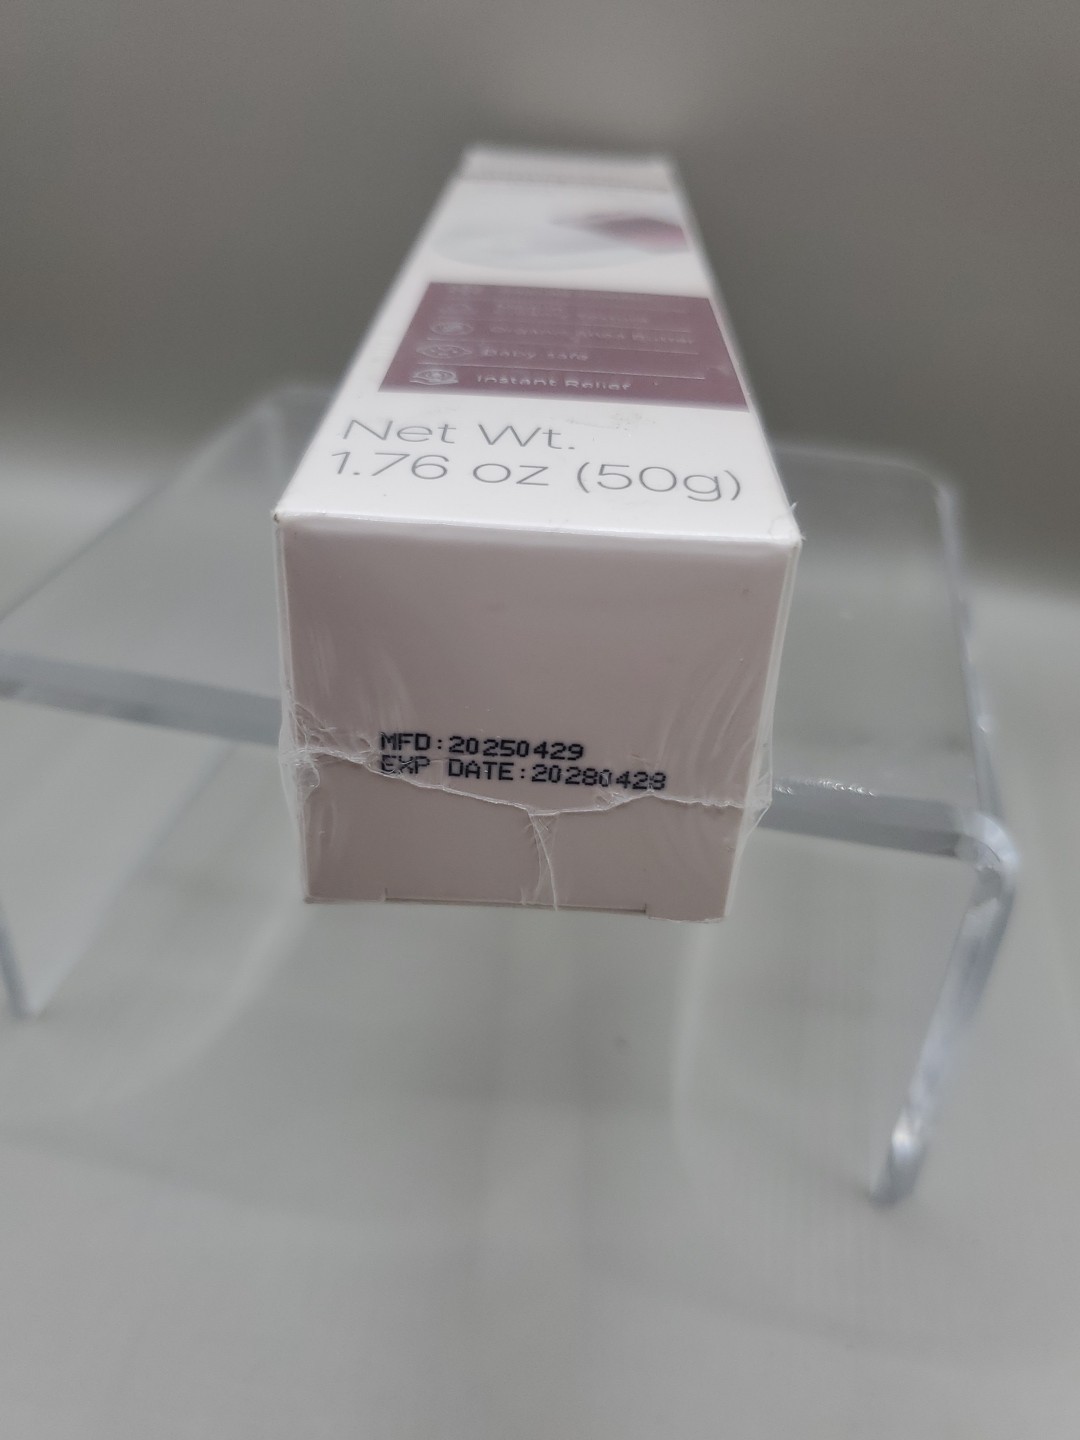 Baby safe
Instant Relief
Net Wt.
1.76 oz (50g)
MFD:20250429
EXP DATE:20280428